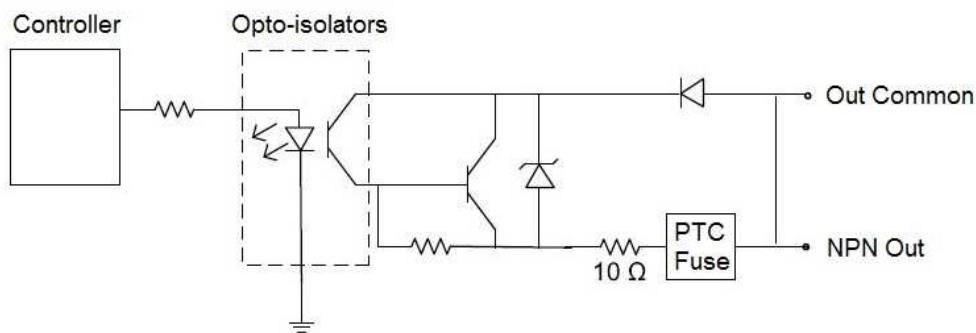 Controller
Opto-isolators
Out Common
PTC
Fuse
NPN Out
10 Ω